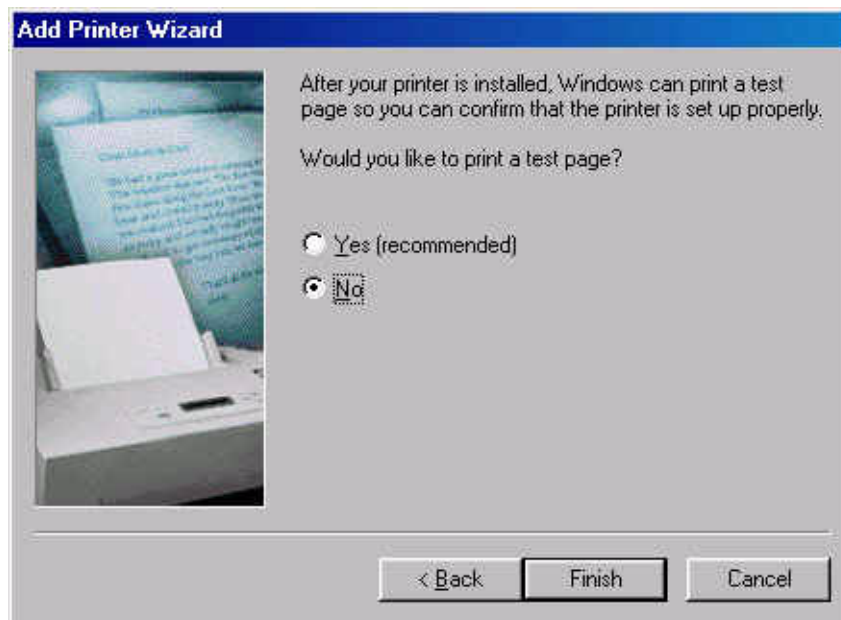 Add Printer Wizard
After your printer is installed, Windows can print a test
page so you can confirm that the printer is set up properly.
Would you like to print a test page?
Yes (recommended)
No
< Back
Finish
Cancel